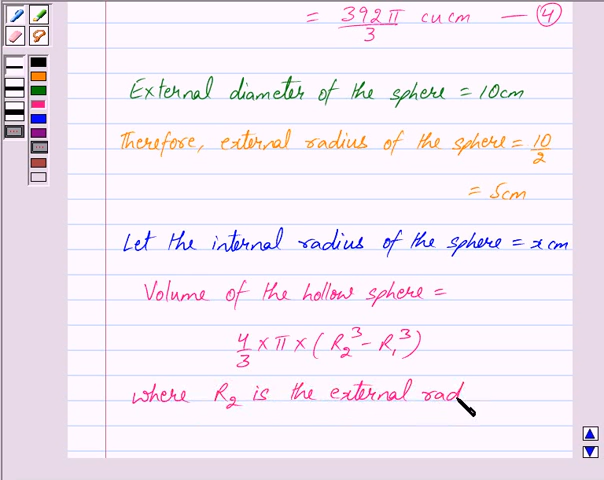 = 392π/3 cu cm — ④
External diameter of the sphere = 10cm
Therefore, external radius of the sphere = 10/2
= 5cm
Let the internal radius of the sphere = x cm
Volume of the hollow sphere =
4/3 × π × (R₂³ - R₁³)
where R₂ is the external rad